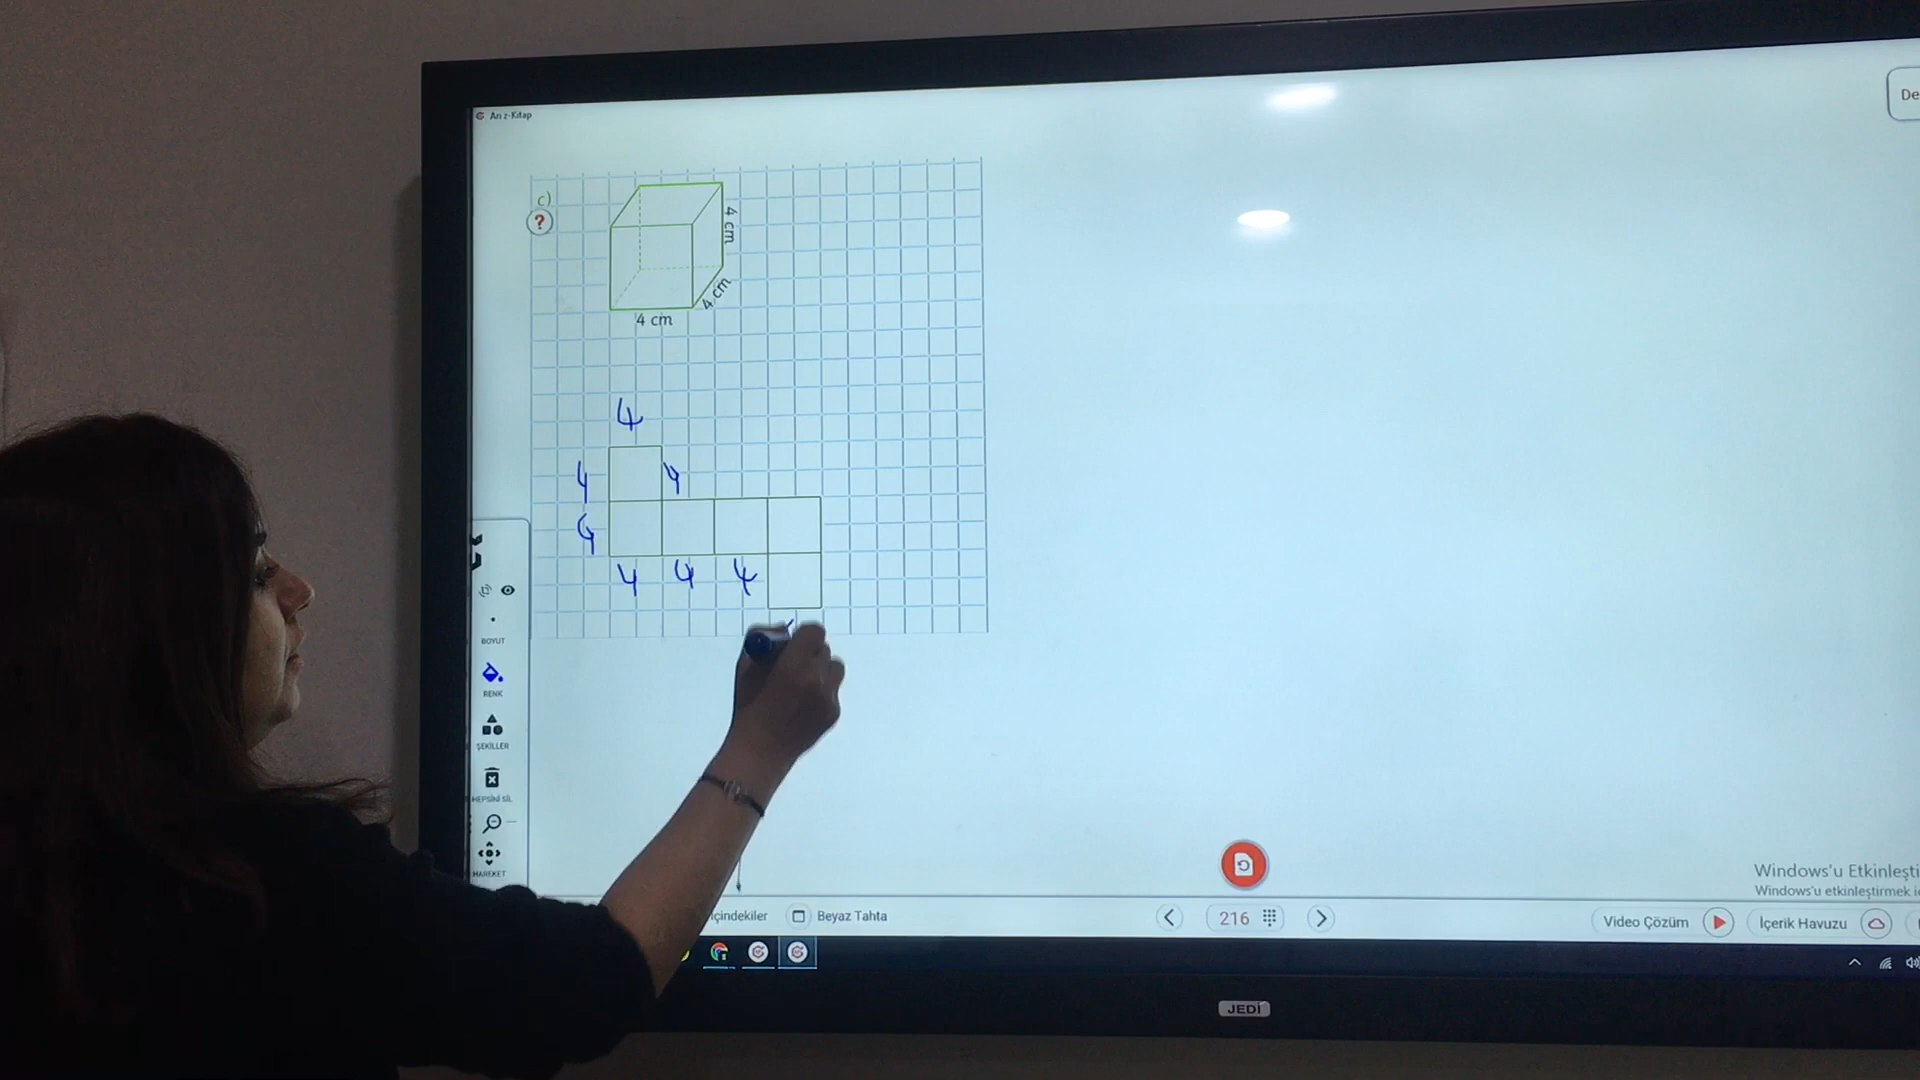 Arı z-Kitap
De
c)
?
4 cm
4 cm
4 cm
4
4 4
4
4 4 4
BOYUT
RENK
ŞEKİLLER
HEPSİNİ SİL
HAREKET
içindekiler Beyaz Tahta 216 Video Çözüm İçerik Havuzu
Windows'u Etkinleşti
Windows'u etkinleştirmek i
JEDİ